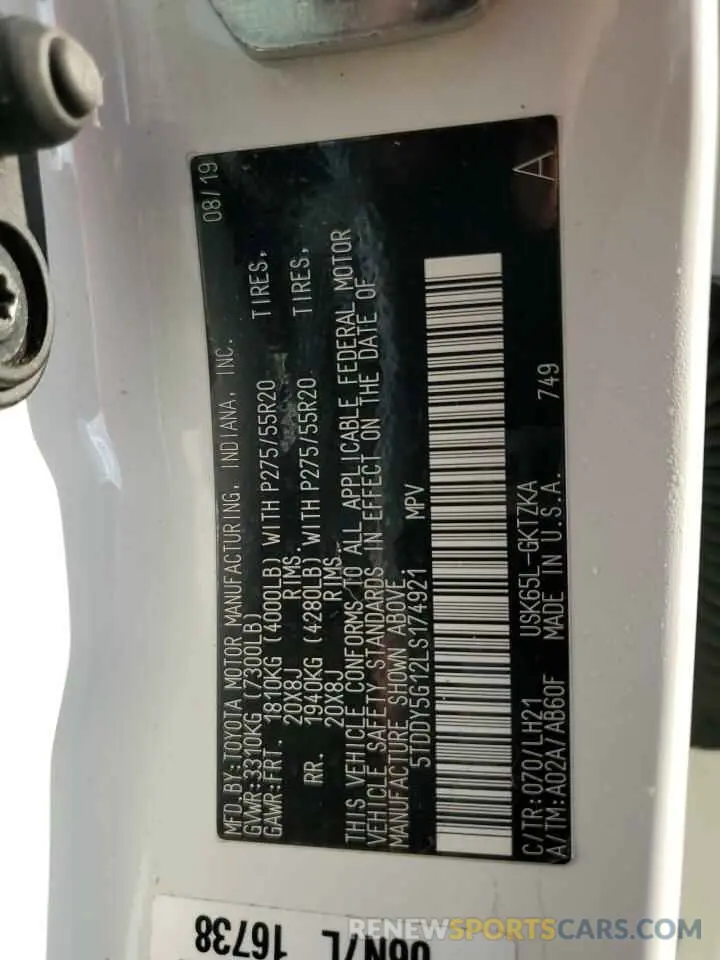 MFD.BY:TOYOTA MOTOR MANUFACTURING, INDIANA, INC. 08/19
GVWR:3310KG (7300LB)
GAWR:FRT. 1810KG (4000LB) WITH P275/55R20 TIRES,
20X8J RIMS.
RR. 1940KG (4280LB) WITH P275/55R20 TIRES,
20X8J RIMS.
THIS VEHICLE CONFORMS TO ALL APPLICABLE FEDERAL MOTOR
VEHICLE SAFETY STANDARDS IN EFFECT ON THE DATE OF
MANUFACTURE SHOWN ABOVE.
5TDDY5G12LS174921 MPV
C/TR:070/LH21 USK65L-GKTZKA 749 A
A/TM:A02A/AB60F MADE IN U.S.A.
06N7L 16738
RENEWSPORTSCARS.COM